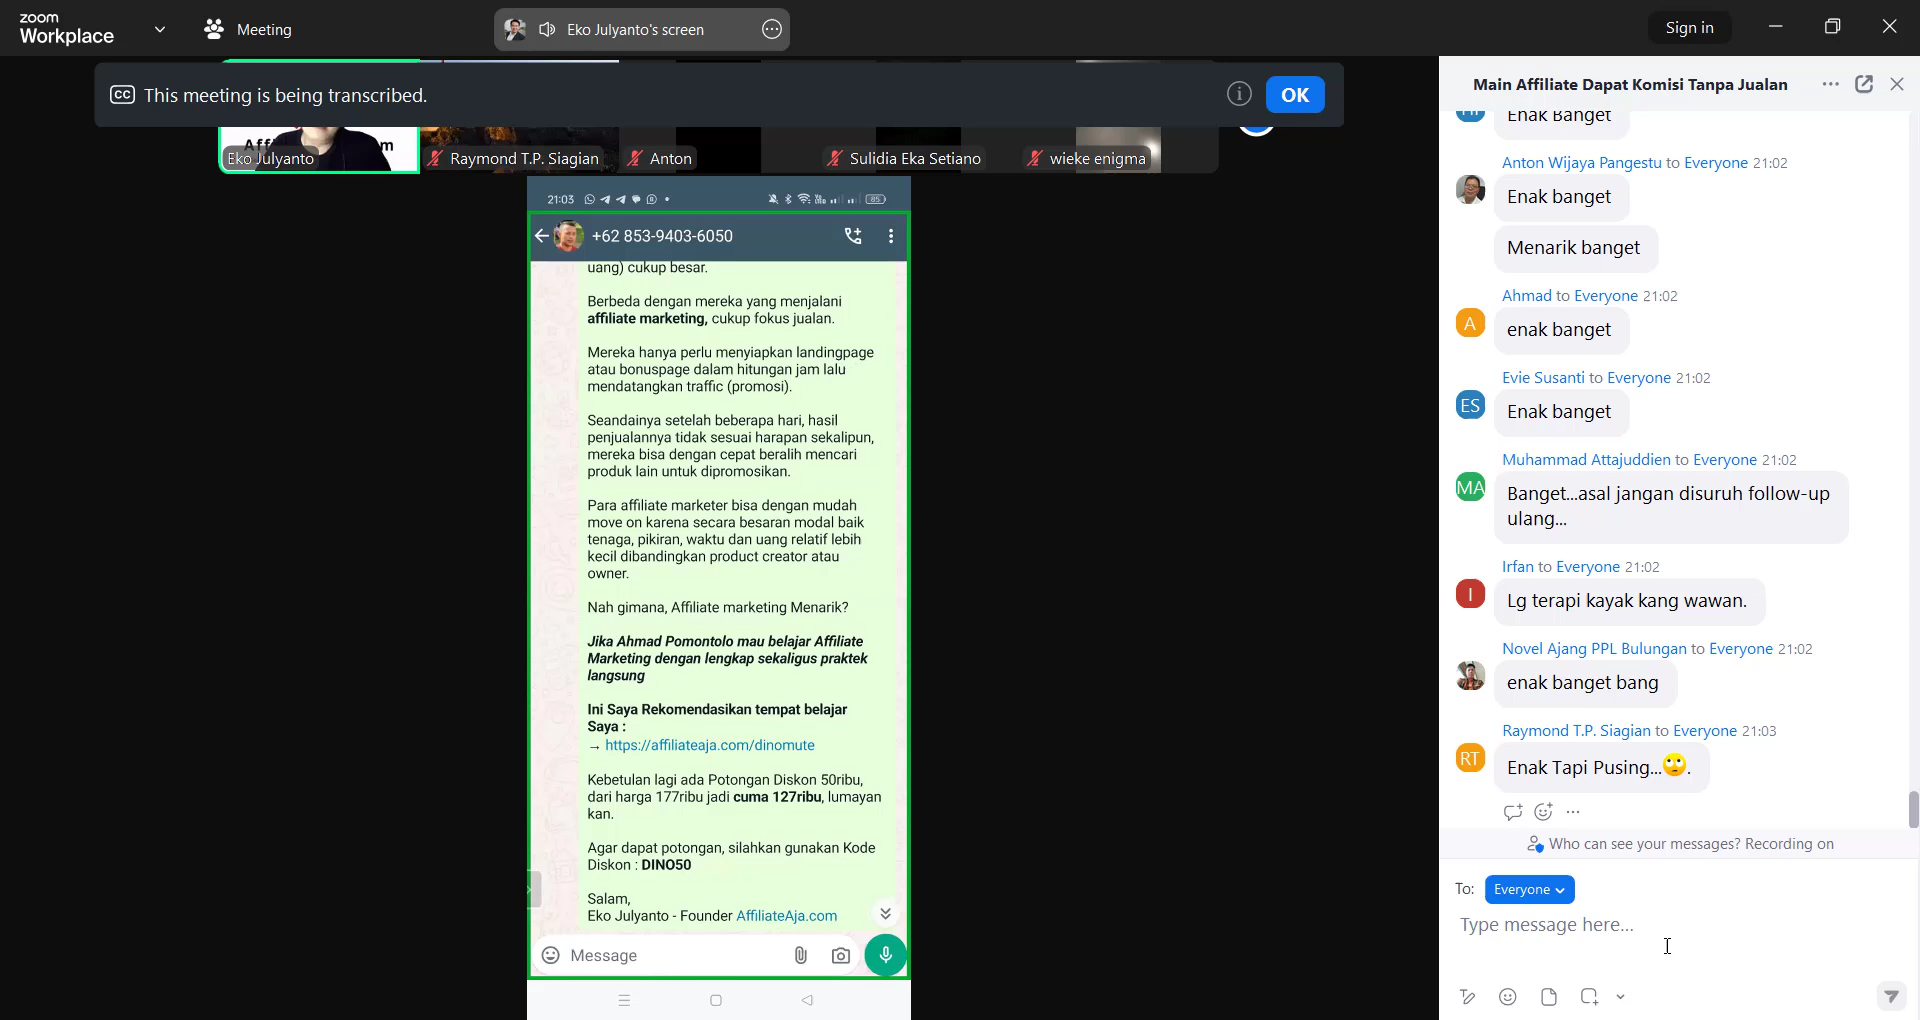 zoom
Workplace
Meeting
Eko Julyanto's screen
Sign in
CC This meeting is being transcribed.
OK
Eko Julyanto
Raymond T.P. Siagian
Anton
Sulidia Eka Setiano
wieke enigma
21:03
85
+62 853-9403-6050
uang) cukup besar.
Berbeda dengan mereka yang menjalani
affiliate marketing, cukup fokus jualan.
Mereka hanya perlu menyiapkan landingpage
atau bonuspage dalam hitungan jam lalu
mendatangkan traffic (promosi).
Seandainya setelah beberapa hari, hasil
penjualannya tidak sesuai harapan sekalipun,
mereka bisa dengan cepat beralih mencari
produk lain untuk dipromosikan.
Para affiliate marketer bisa dengan mudah
move on karena secara besaran modal baik
tenaga, pikiran, waktu dan uang relatif lebih
kecil dibandingkan product creator atau
owner.
Nah gimana, Affiliate marketing Menarik?
Jika Ahmad Pomontolo mau belajar Affiliate
Marketing dengan lengkap sekaligus praktek
langsung
Ini Saya Rekomendasikan tempat belajar
Saya :
→ https://affiliateaja.com/dinomute
Kebetulan lagi ada Potongan Diskon 50ribu,
dari harga 177ribu jadi cuma 127ribu, lumayan
kan.
Agar dapat potongan, silahkan gunakan Kode
Diskon : DINO50
Salam,
Eko Julyanto - Founder AffiliateAja.com
Message
Main Affiliate Dapat Komisi Tanpa Jualan
Enak Banget
Anton Wijaya Pangestu to Everyone 21:02
Enak banget
Menarik banget
Ahmad to Everyone 21:02
A
enak banget
Evie Susanti to Everyone 21:02
ES
Enak banget
Muhammad Attajuddien to Everyone 21:02
MA
Banget...asal jangan disuruh follow-up
ulang...
Irfan to Everyone 21:02
I
Lg terapi kayak kang wawan.
Novel Ajang PPL Bulungan to Everyone 21:02
enak banget bang
Raymond T.P. Siagian to Everyone 21:03
RT
Enak Tapi Pusing...🙄.
Who can see your messages? Recording on
To: Everyone
Type message here...